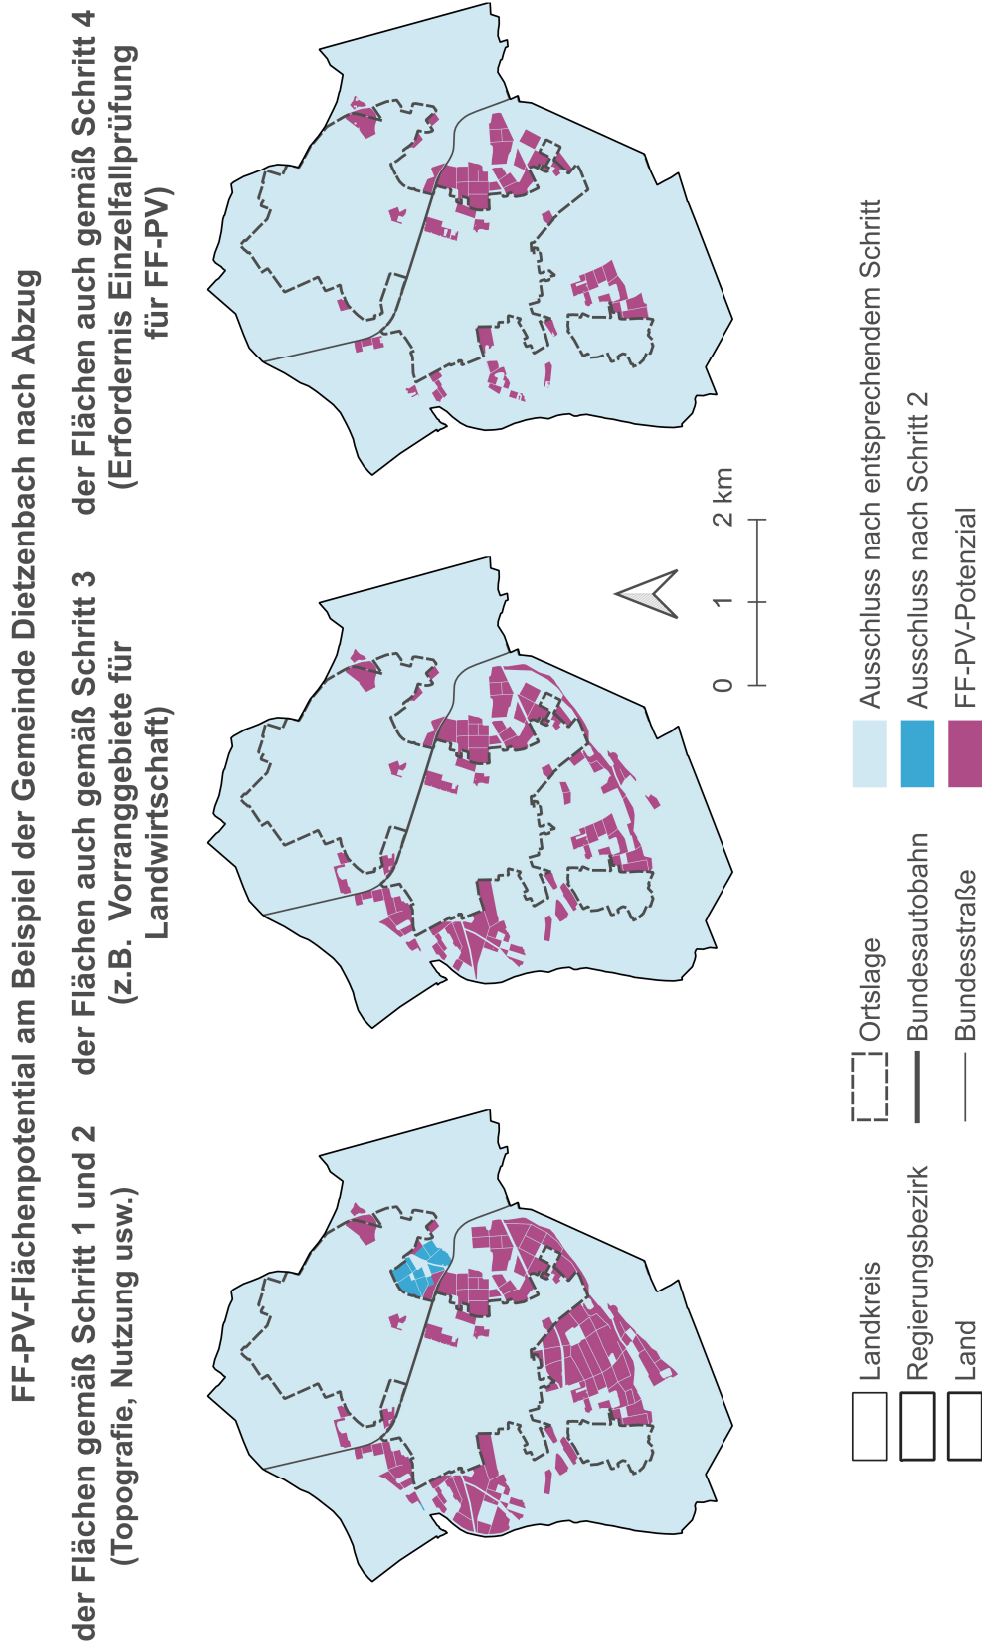 FF-PV-Flächenpotential am Beispiel der Gemeinde Dietzenbach nach Abzug
der Flächen gemäß Schritt 1 und 2
(Topografie, Nutzung usw.)
der Flächen auch gemäß Schritt 3
(z.B. Vorranggebiete für
Landwirtschaft)
der Flächen auch gemäß Schritt 4
(Erfordernis Einzelfallprüfung
für FF-PV)
0 1 2 km
Landkreis
Regierungsbezirk
Land
Ortslage
Bundesautobahn
Bundesstraße
Ausschluss nach entsprechendem Schritt
Ausschluss nach Schritt 2
FF-PV-Potenzial